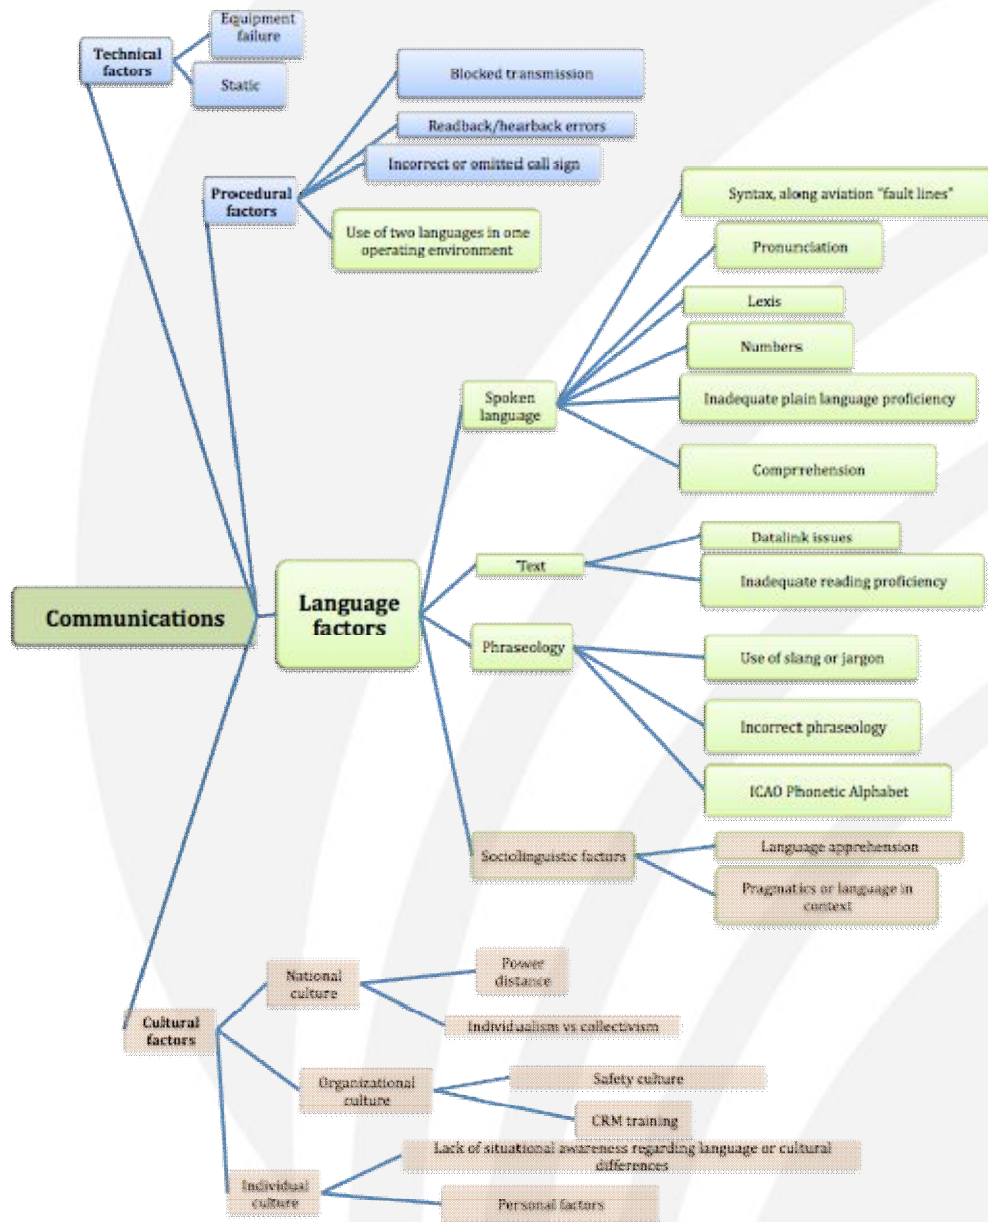 Equipment
failure
Technical
factors
Static
Blocked transmission
Readback/hearback errors
Incorrect or omitted call sign
Procedural
factors
Use of two languages in one
operating environment
Syntax, along aviation "fault lines"
Pronunciation
Lexis
Numbers
Spoken
language
Inadequate plain language proficiency
Comprrehension
Datalink issues
Text
Inadequate reading proficiency
Communications
Language
factors
Phraseology
Use of slang or jargon
Incorrect phraseology
ICAO Phonetic Alphabet
Sociolinguistic factors
Language apprehension
Pragmatics or language in
context
National
culture
Power
distance
Individualism vs collectivism
Cultural
factors
Organizational
culture
Safety culture
CRM training
Lack of situational awareness regarding language or cultural
differences
Individual
culture
Personal factors